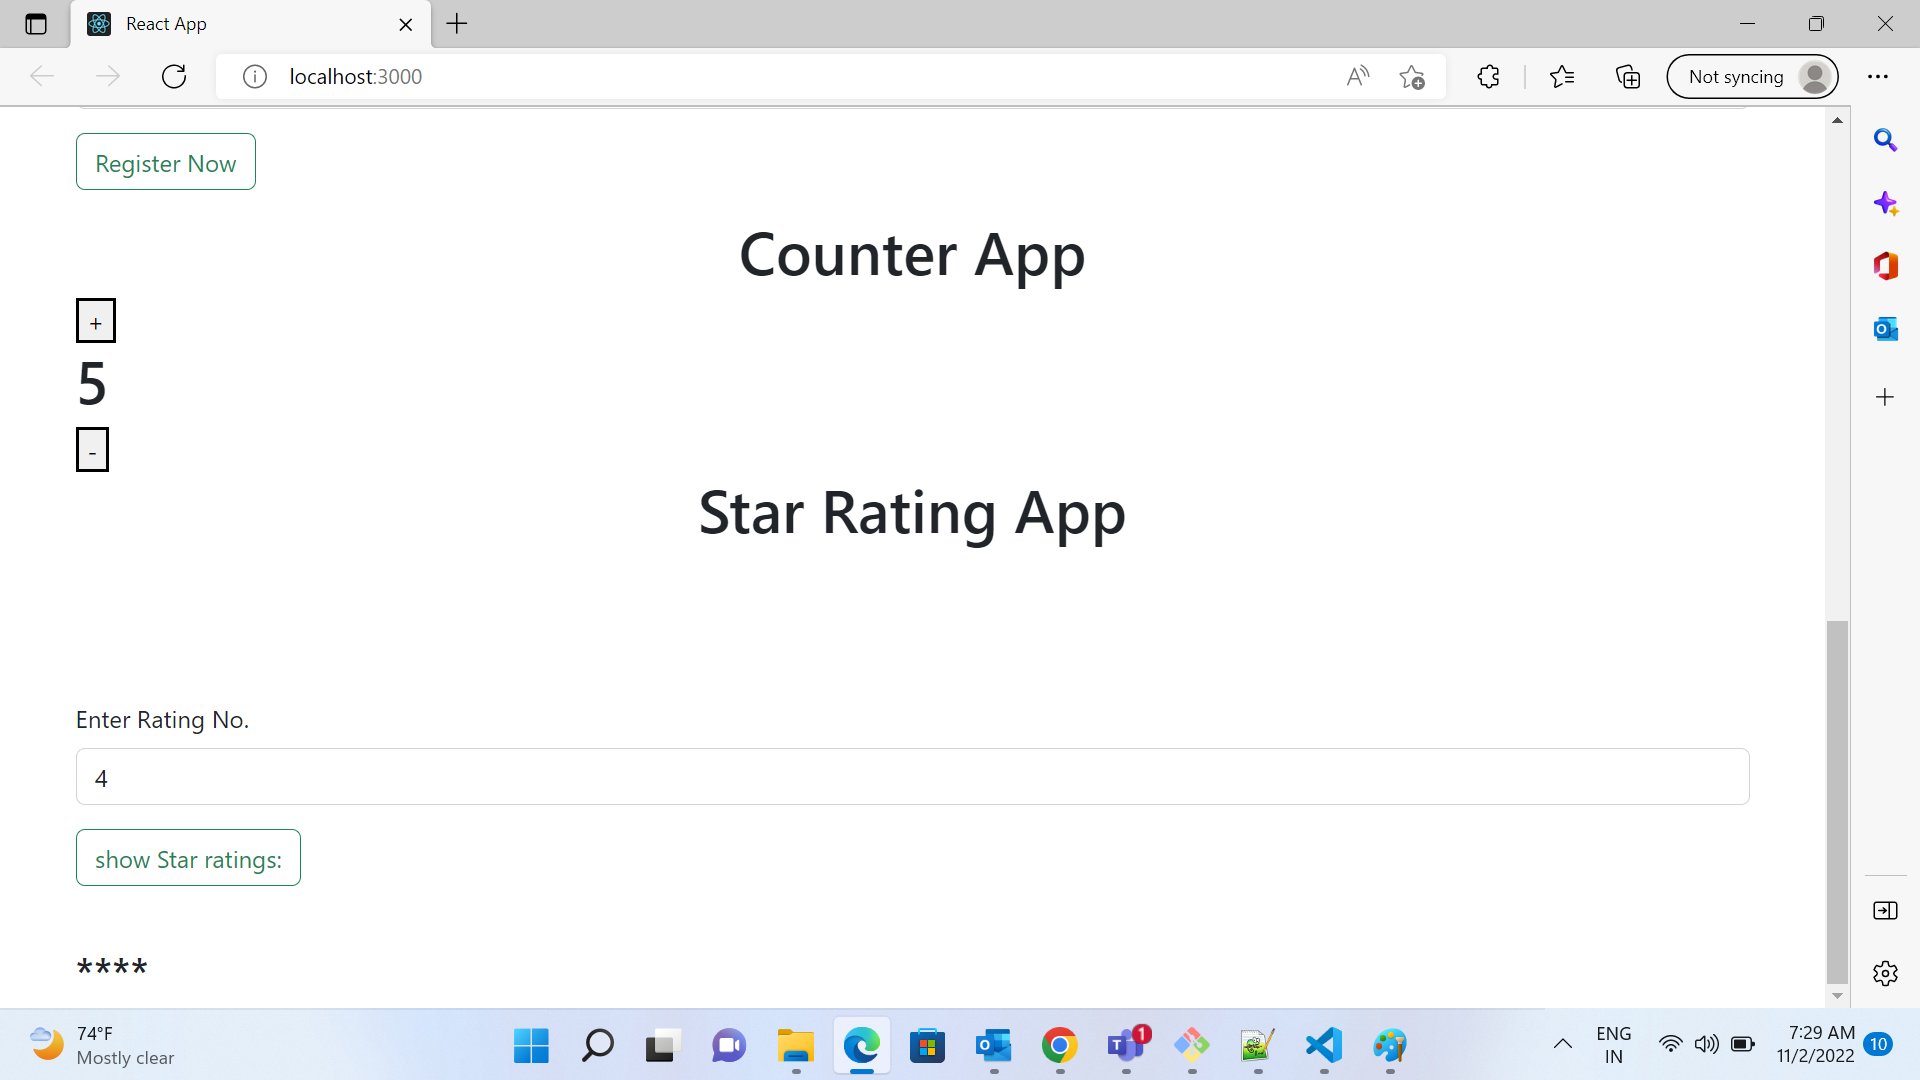 React App
localhost:3000
Not syncing
Register Now
Counter App
+
5
-
Star Rating App
Enter Rating No.
4
show Star ratings:
****
74°F
Mostly clear
1
ENG
IN
7:29 AM
11/2/2022
10